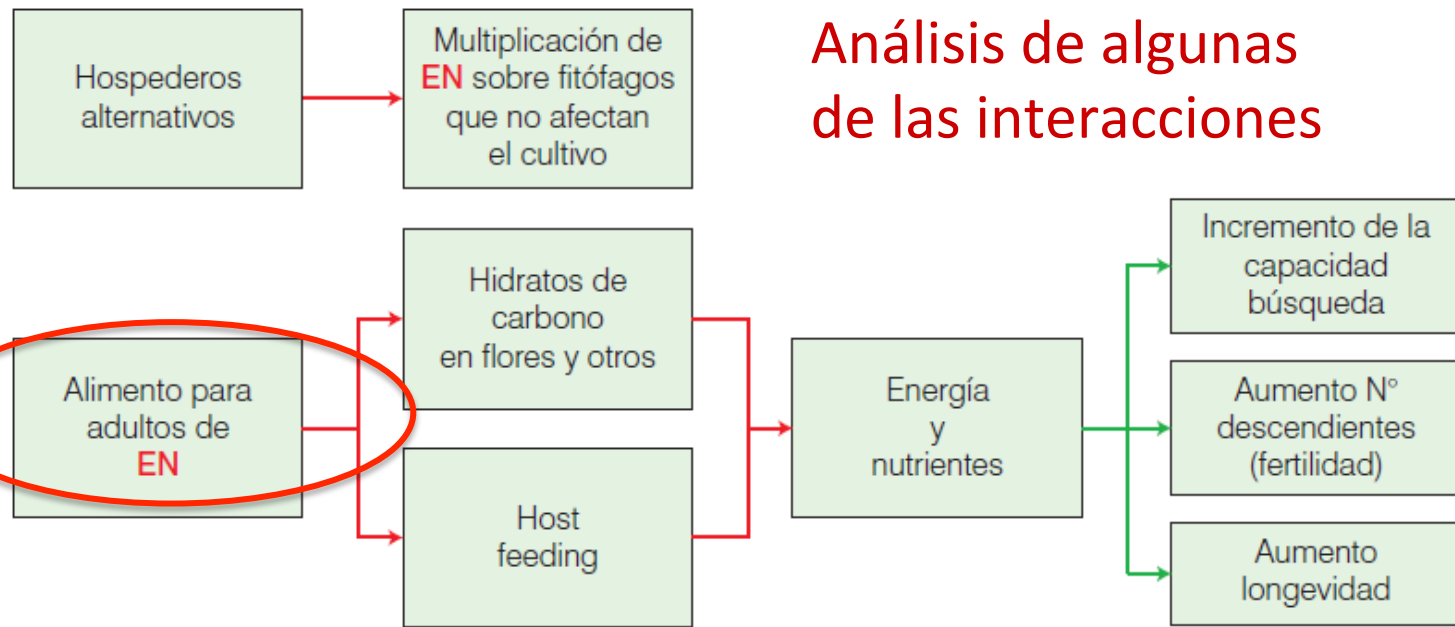 Análisis de algunas
de las interacciones
Hospederos
alternativos
Multiplicación de
EN sobre fitófagos
que no afectan
el cultivo
Alimento para
adultos de
EN
Hidratos de
carbono
en flores y otros
Host
feeding
Energía
y
nutrientes
Incremento de la
capacidad
búsqueda
Aumento N°
descendientes
(fertilidad)
Aumento
longevidad